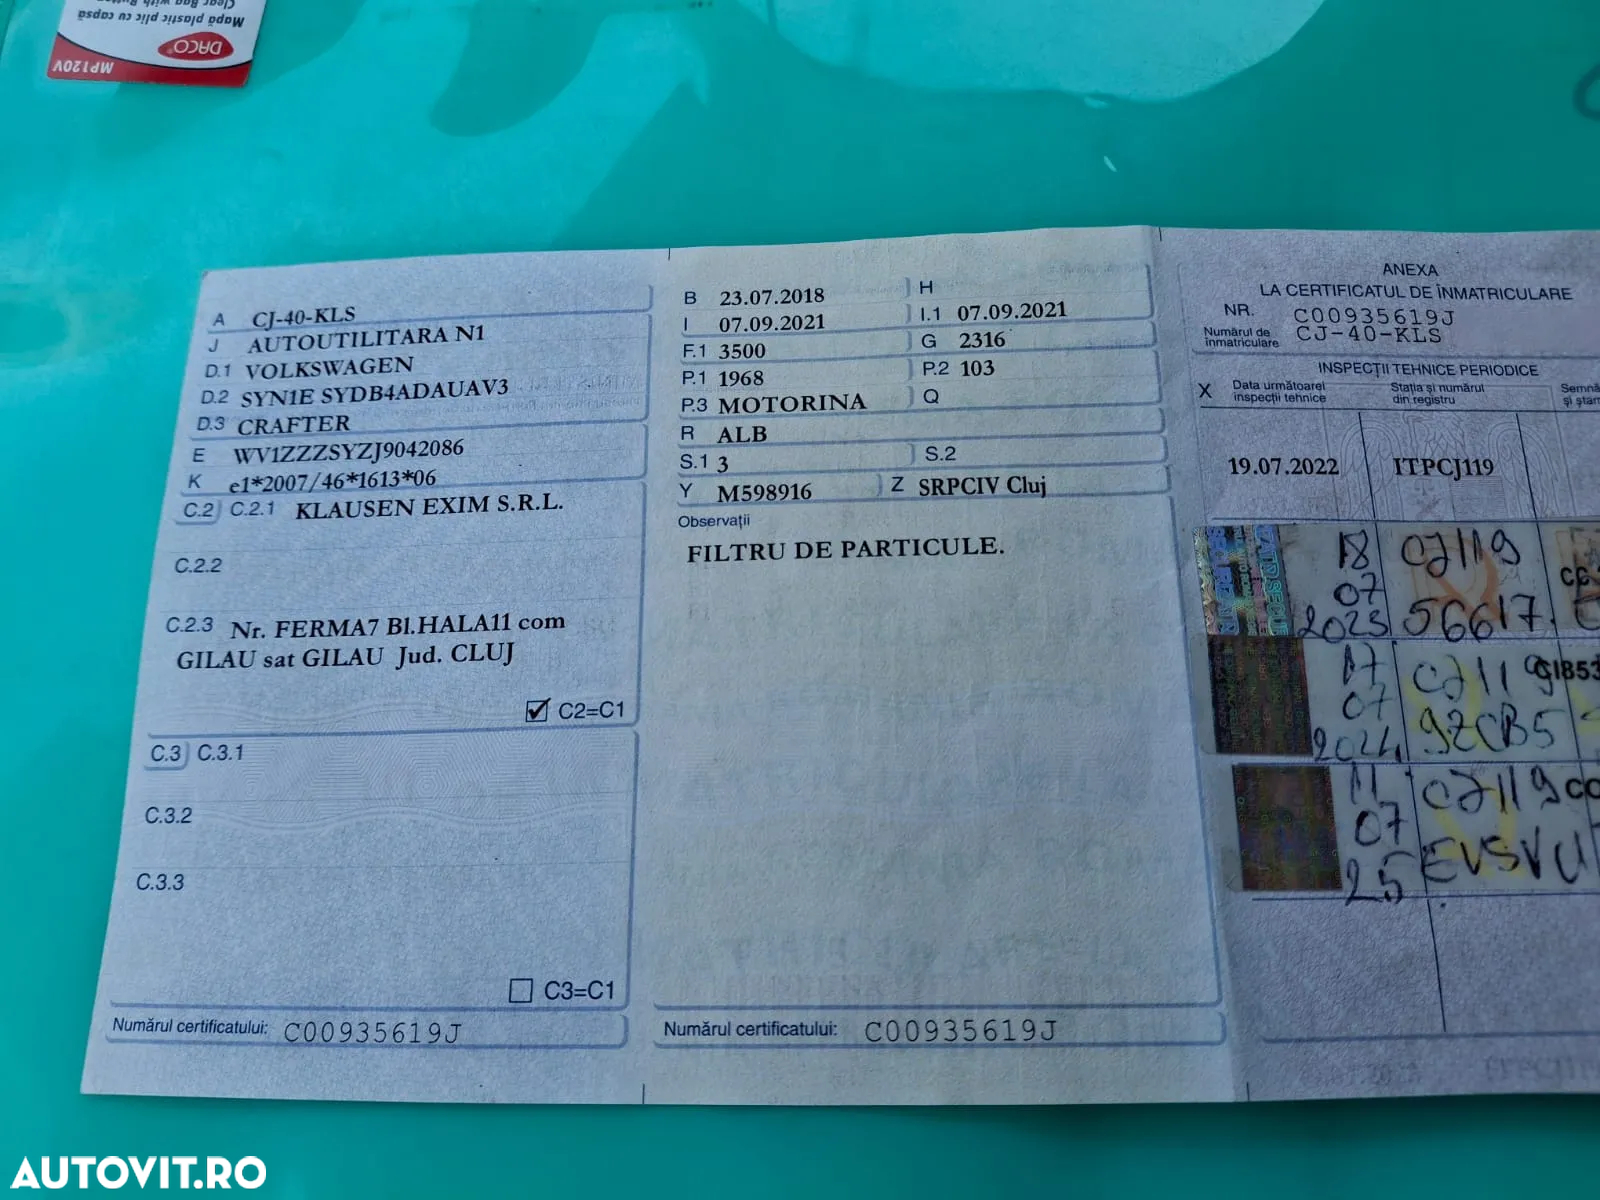 Clear Bag with Button
Mapă plastic plic cu capsă
DACO
MP120V
A CJ-40-KLS
J AUTOUTILITARA N1
D.1 VOLKSWAGEN
D.2 SYN1E SYDB4ADAUAV3
D.3 CRAFTER
E WV1ZZZSYZJ9042086
K e1*2007/46*1613*06
C.2 C.2.1 KLAUSEN EXIM S.R.L.
C.2.2
C.2.3 Nr. FERMA7 Bl.HALA11 com
GILAU sat GILAU Jud. CLUJ
C2=C1
C.3 C.3.1
C.3.2
C.3.3
C3=C1
Numărul certificatului: C00935619J
B 23.07.2018 H
I 07.09.2021 I.1 07.09.2021
F.1 3500 G 2316
P.1 1968 P.2 103
P.3 MOTORINA Q
R ALB
S.1 3 S.2
Y M598916 Z SRPCIV Cluj
Observații
FILTRU DE PARTICULE.
Numărul certificatului: C00935619J
ANEXA
LA CERTIFICATUL DE ÎNMATRICULARE
NR. C00935619J
Numărul de înmatriculare CJ-40-KLS
INSPECȚII TEHNICE PERIODICE
X Data următoarei inspecții tehnice Stația și numărul din registru
19.07.2022 ITPCJ119
18 07 2023 CJ119 56617
17 07 2024 CJ119 9ZCB5
11 07 25 CJ119 EVSVU
AUTOVIT.RO